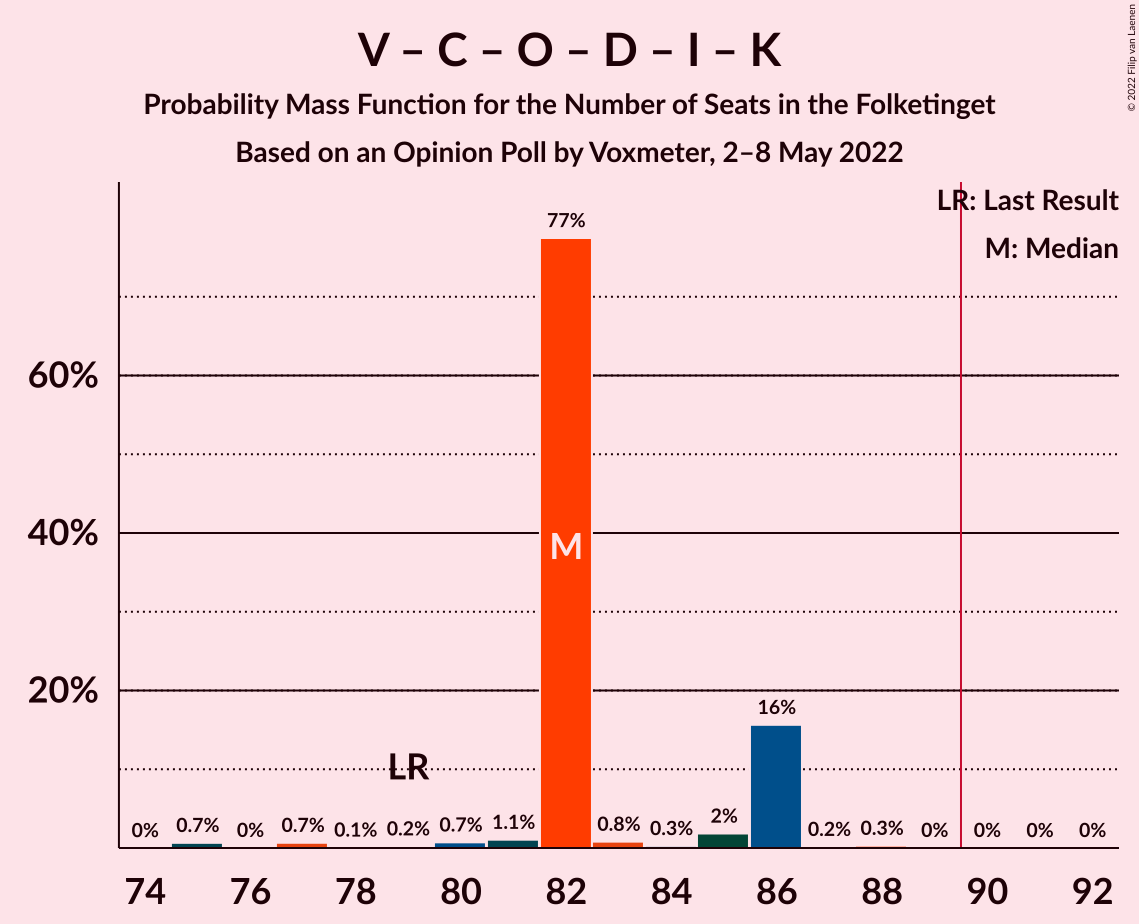 V – C – O – D – I – K
Probability Mass Function for the Number of Seats in the Folketinget
Based on an Opinion Poll by Voxmeter, 2–8 May 2022
© 2022 Filip van Laenen
LR: Last Result
M: Median
77%
60%
40%
M
20%
16%
LR
0% 0.7% 0% 0.7% 0.1% 0.2% 0.7% 1.1% 0.8% 0.3% 2% 0.2% 0.3% 0% 0% 0% 0%
74 76 78 80 82 84 86 88 90 92